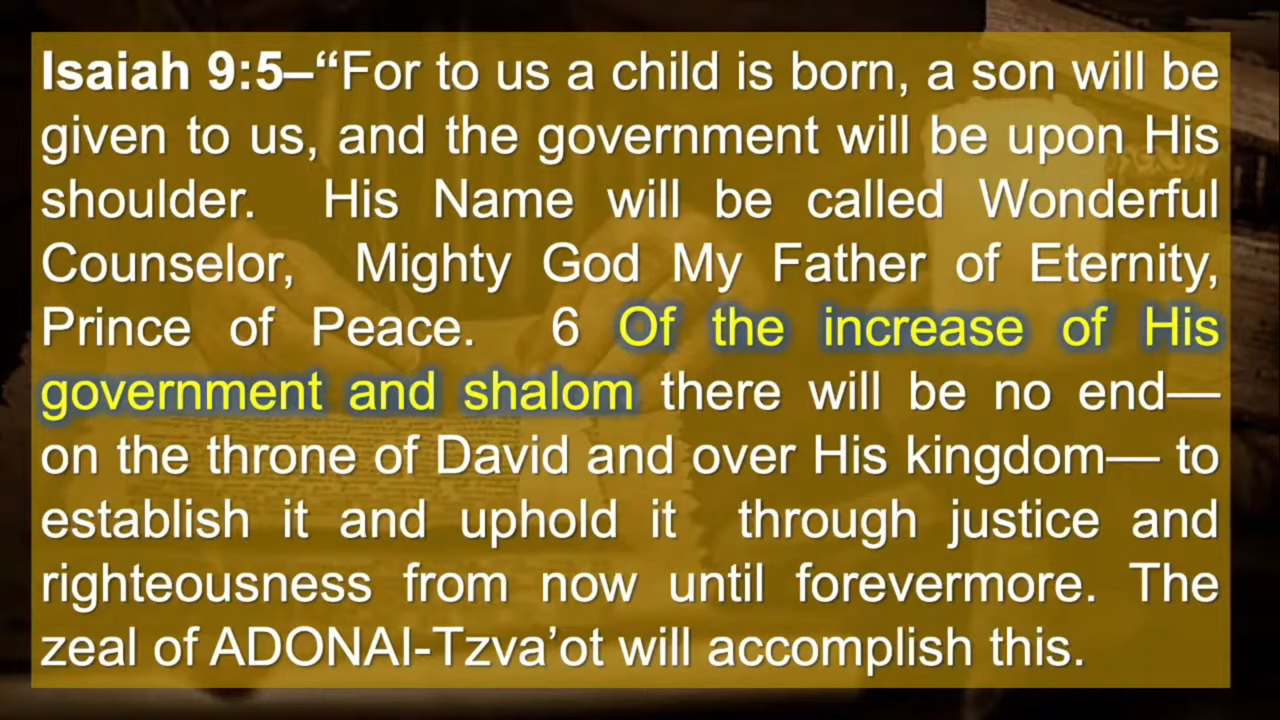 Isaiah 9:5–“For to us a child is born, a son will be
given to us, and the government will be upon His
shoulder. His Name will be called Wonderful
Counselor, Mighty God My Father of Eternity,
Prince of Peace. 6 Of the increase of His
government and shalom there will be no end—
on the throne of David and over His kingdom— to
establish it and uphold it through justice and
righteousness from now until forevermore. The
zeal of ADONAI-Tzva’ot will accomplish this.